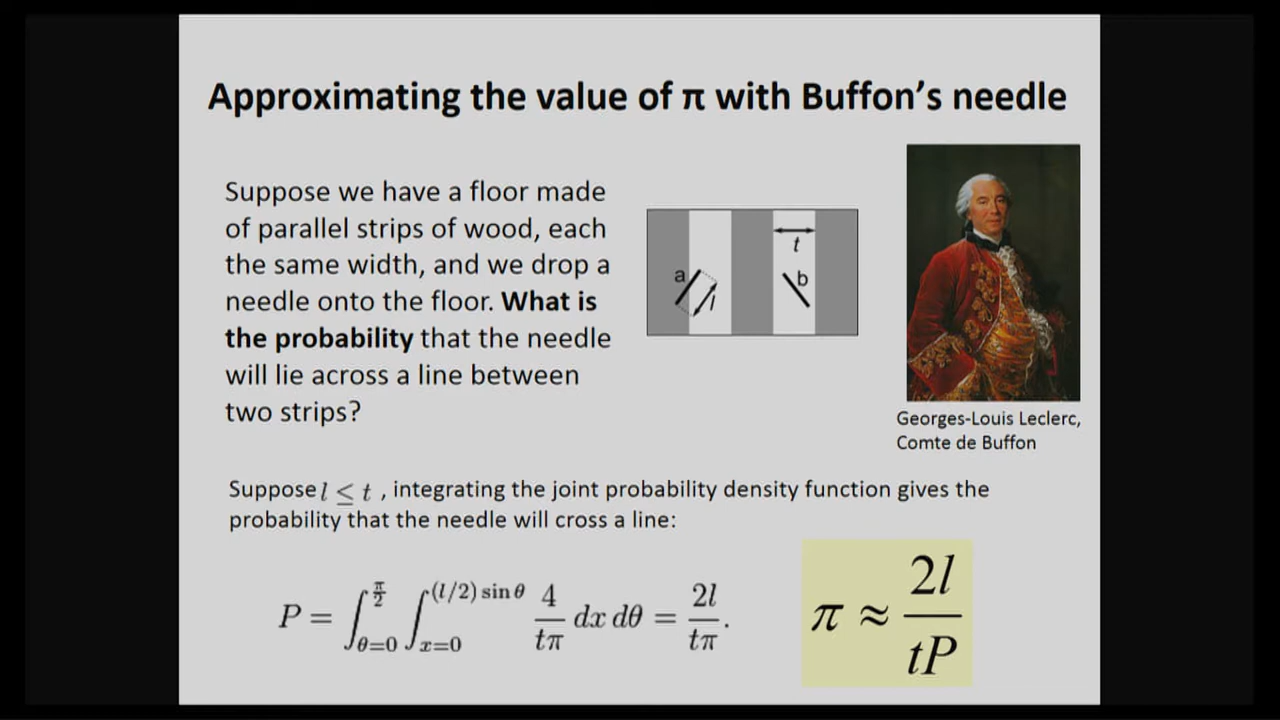 Approximating the value of π with Buffon's needle
Suppose we have a floor made
of parallel strips of wood, each
the same width, and we drop a
needle onto the floor. What is
the probability that the needle
will lie across a line between
two strips?
t
a
l
b
Georges-Louis Leclerc,
Comte de Buffon
Suppose l ≤ t , integrating the joint probability density function gives the
probability that the needle will cross a line:
P = ∫_{θ=0}^{π/2} ∫_{x=0}^{(l/2) sin θ} 4/(tπ) dx dθ = 2l/(tπ).
π ≈ 2l/(tP)